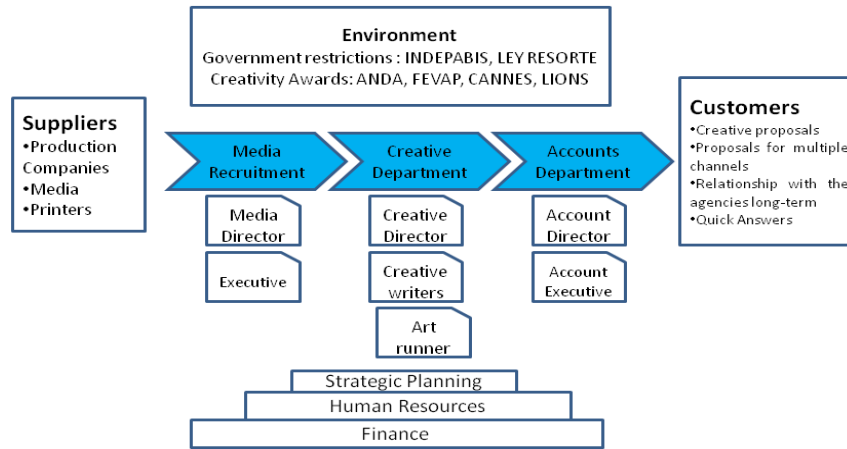 Environment
Government restrictions : INDEPABIS, LEY RESORTE
Creativity Awards: ANDA, FEVAP, CANNES, LIONS
Suppliers
•Production
Companies
•Media
•Printers
Media
Recruitment
Creative
Department
Accounts
Department
Customers
•Creative proposals
•Proposals for multiple
channels
•Relationship with the
agencies long-term
•Quick Answers
Media
Director
Executive
Creative
Director
Creative
writers
Art
runner
Account
Director
Account
Executive
Strategic Planning
Human Resources
Finance